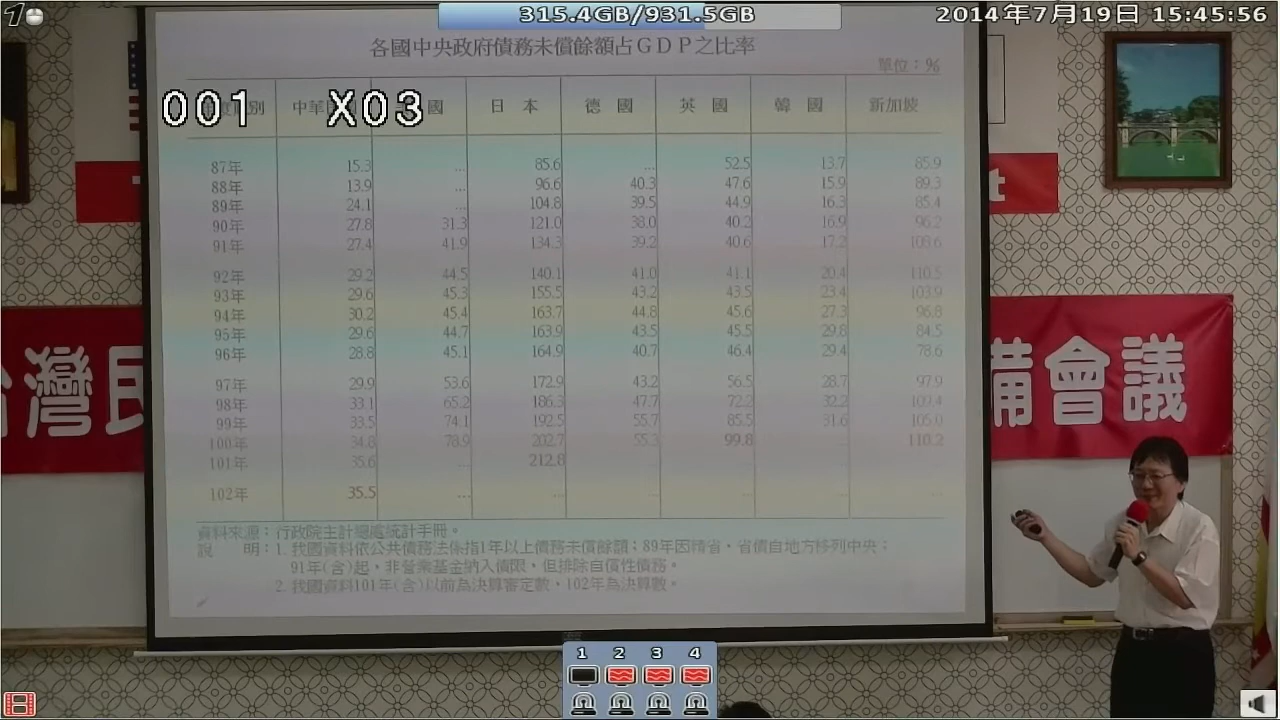 1
315.4GB/931.5GB
2014年7月19日 15:45:56
各國中央政府債務未償餘額占GDP之比率
單位：%
001 X03
別 中華 國 日本 德國 英國 韓國 新加坡
87年 15.3 ... 85.6 ... 52.5 13.7 85.9
88年 13.9 ... 96.6 40.3 47.6 15.9 89.3
89年 24.1 ... 104.8 39.5 44.9 16.3 85.4
90年 27.8 31.3 121.0 38.0 40.2 16.9 96.2
91年 27.4 41.9 134.3 39.2 40.6 17.2
92年 29.2 44.5 140.1 41.0 41.1 20.4 110.5
93年 29.6 45.3 155.5 43.2 43.5 23.4 103.9
94年 30.2 45.4 163.7 44.8 45.6 27.3 96.8
95年 29.6 44.7 163.9 43.5 45.5 29.8 84.5
96年 28.8 45.1 164.9 40.7 46.4 29.4 78.6
97年 29.9 53.6 172.9 43.2 56.5 28.7 97.9
98年 33.1 65.2 186.3 47.7 72.2 32.2
99年 33.5 74.1 192.5 55.7 85.5 31.6 105.0
100年 34.8 78.9 202.7 55.3 99.8 ... 110.2
101年 35.6 ... 212.8
102年 35.5 ... ... ... ... ... ...
資料來源：行政院主計總處統計手冊。
說 明：1. 我國資料依公共債務法係指1年以上債務未償餘額；89年因精省，省債自地方移列中央；
91年(含)起，非營業基金納入債限，但排除自償性債務。
2. 我國資料101年(含)以前為決算審定數，102年為決算數。
t
台灣民
備會議
1 2 3 4